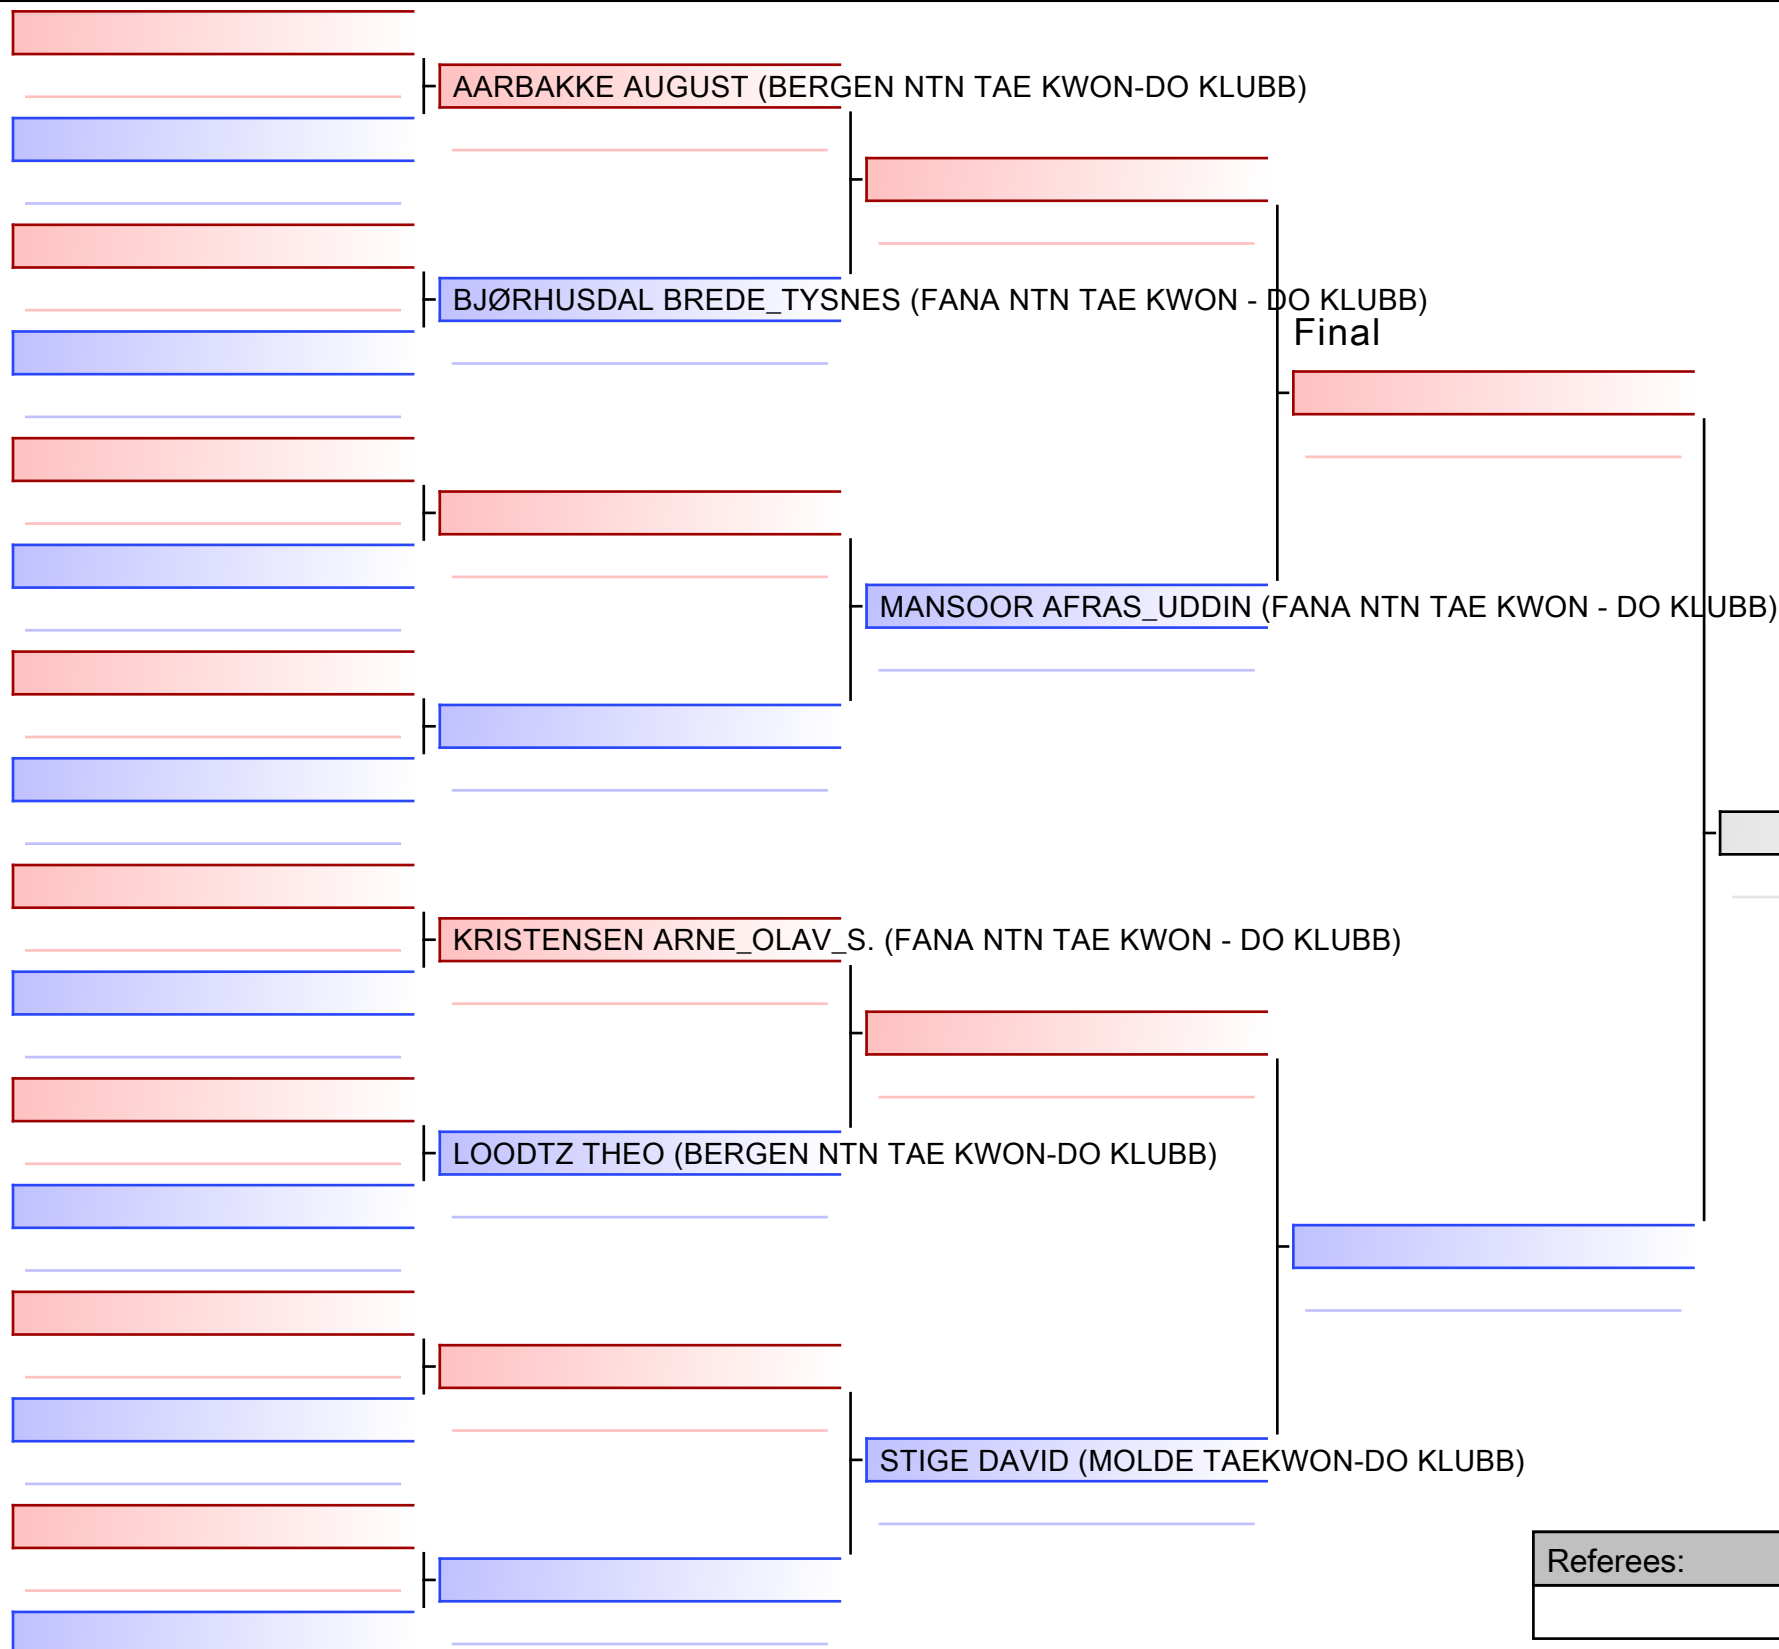 AARBAKKE AUGUST (BERGEN NTN TAE KWON-DO KLUBB)
BJØRHUSDAL BREDE_TYSNES (FANA NTN TAE KWON - DO KLUBB)
Final
MANSOOR AFRAS_UDDIN (FANA NTN TAE KWON - DO KLUBB)
KRISTENSEN ARNE_OLAV_S. (FANA NTN TAE KWON - DO KLUBB)
LOODTZ THEO (BERGEN NTN TAE KWON-DO KLUBB)
STIGE DAVID (MOLDE TAEKWON-DO KLUBB)
Referees: